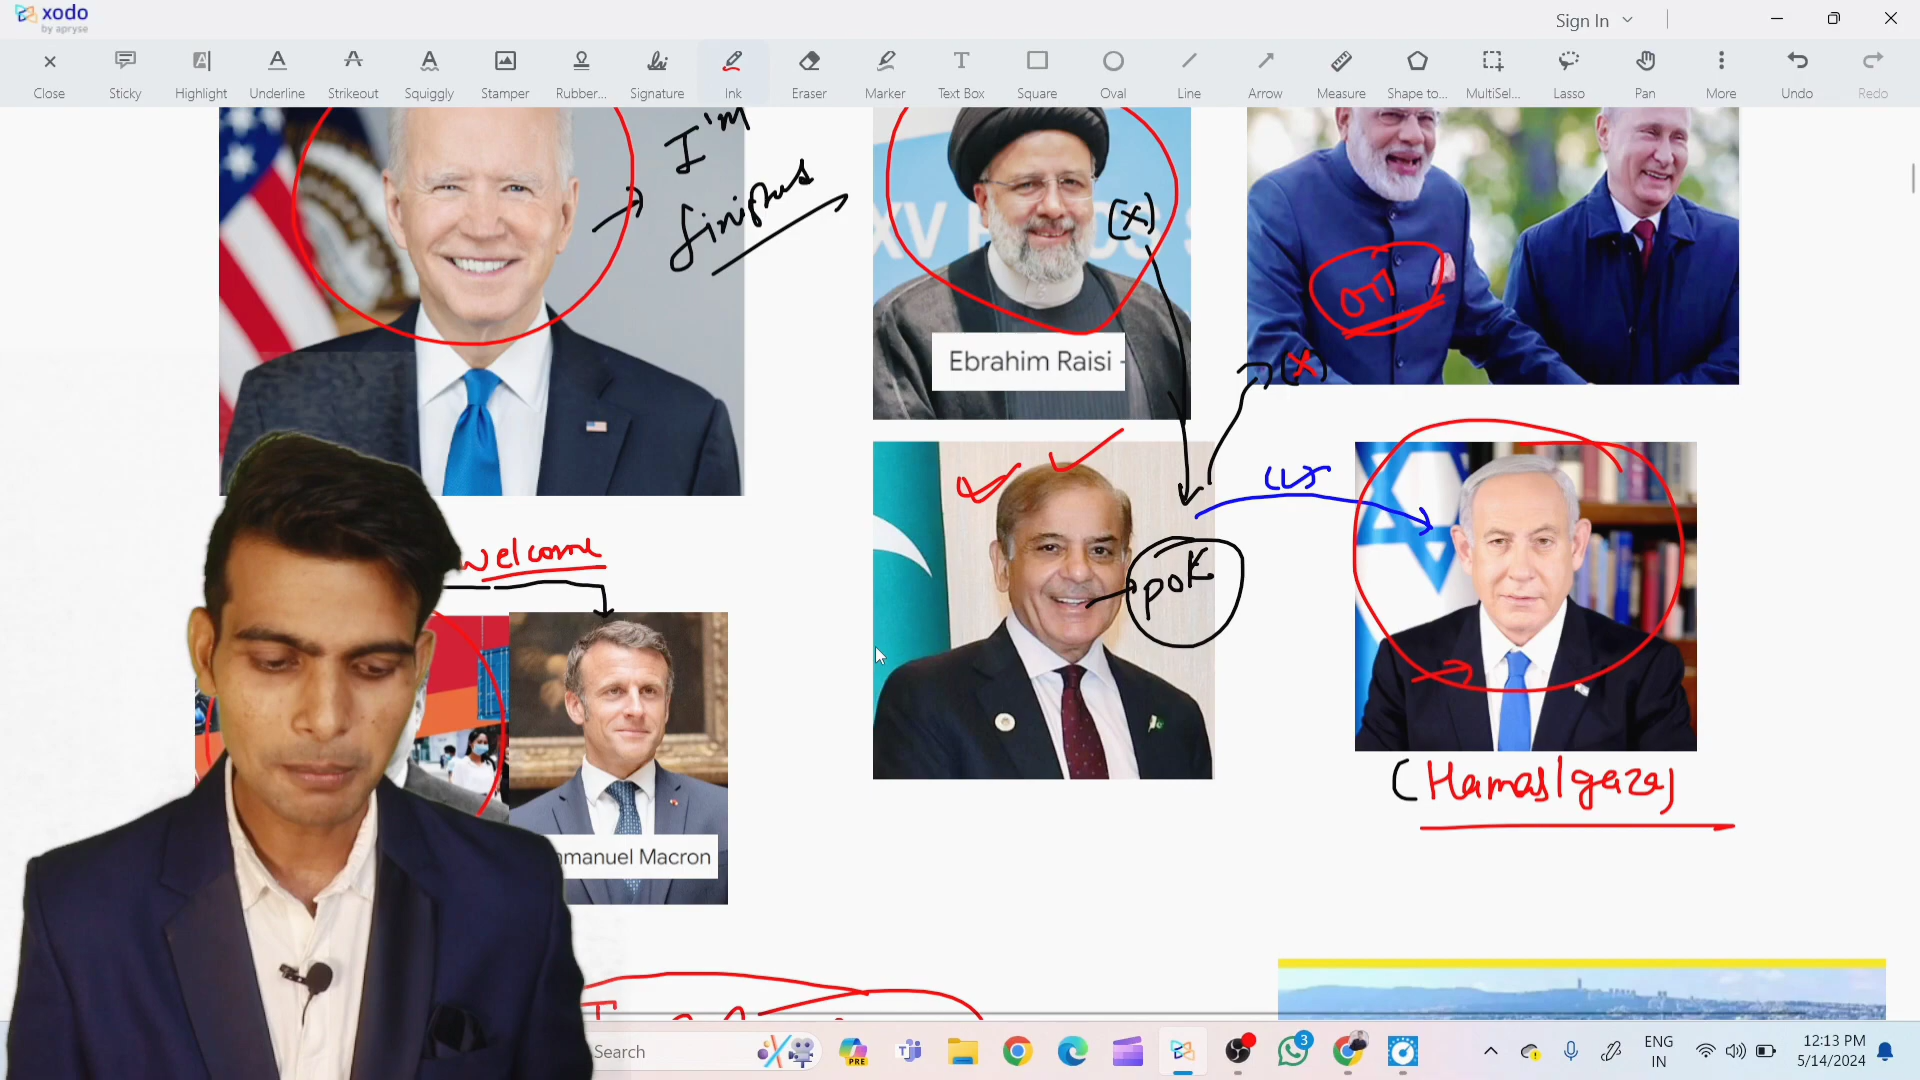 xodo
by apryse
Sign In
Close
Sticky
Highlight
Underline
Strikeout
Squiggly
Stamper
Rubber...
Signature
Ink
Eraser
Marker
Text Box
Square
Oval
Line
Arrow
Measure
Shape to...
MultiSel...
Lasso
Pan
More
Undo
Redo
I'm
(X)
Ebrahim Raisi -
(X)
welcome
POK
mmanuel Macron
(Hamas/gaza)
Search
PRE
3
ENG
IN
12:13 PM
5/14/2024